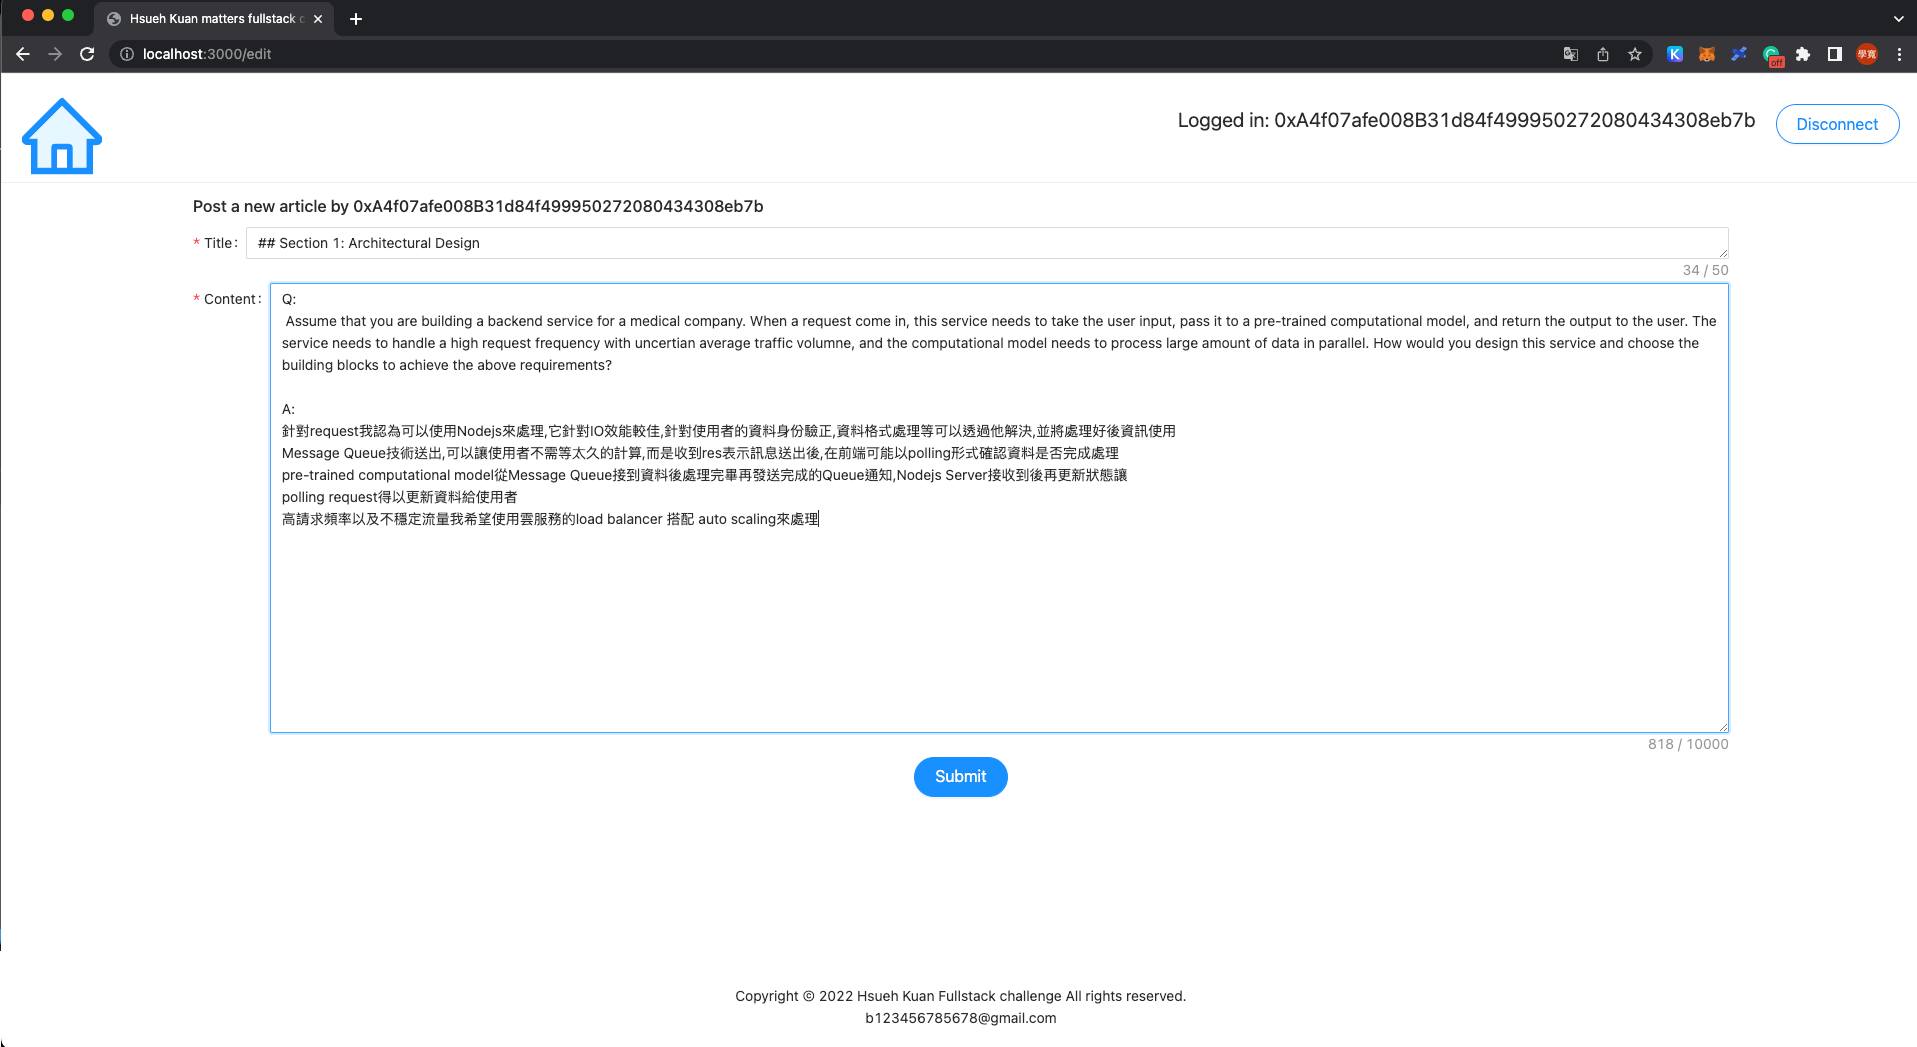 Hsueh Kuan matters fullstack c
localhost:3000/edit
K
off
學寬
Logged in: 0xA4f07afe008B31d84f499950272080434308eb7b
Disconnect
Post a new article by 0xA4f07afe008B31d84f499950272080434308eb7b
* Title:
## Section 1: Architectural Design
34 / 50
* Content:
Q:
Assume that you are building a backend service for a medical company. When a request come in, this service needs to take the user input, pass it to a pre-trained computational model, and return the output to the user. The
service needs to handle a high request frequency with uncertian average traffic volumne, and the computational model needs to process large amount of data in parallel. How would you design this service and choose the
building blocks to achieve the above requirements?
A:
針對request我認為可以使用Nodejs來處理,它針對IO效能較佳,針對使用者的資料身份驗正,資料格式處理等可以透過他解決,並將處理好後資訊使用
Message Queue技術送出,可以讓使用者不需等太久的計算,而是收到res表示訊息送出後,在前端可能以polling形式確認資料是否完成處理
pre-trained computational model從Message Queue接到資料後處理完畢再發送完成的Queue通知,Nodejs Server接收到後再更新狀態讓
polling request得以更新資料給使用者
高請求頻率以及不穩定流量我希望使用雲服務的load balancer 搭配 auto scaling來處理
818 / 10000
Submit
Copyright © 2022 Hsueh Kuan Fullstack challenge All rights reserved.
b123456785678@gmail.com